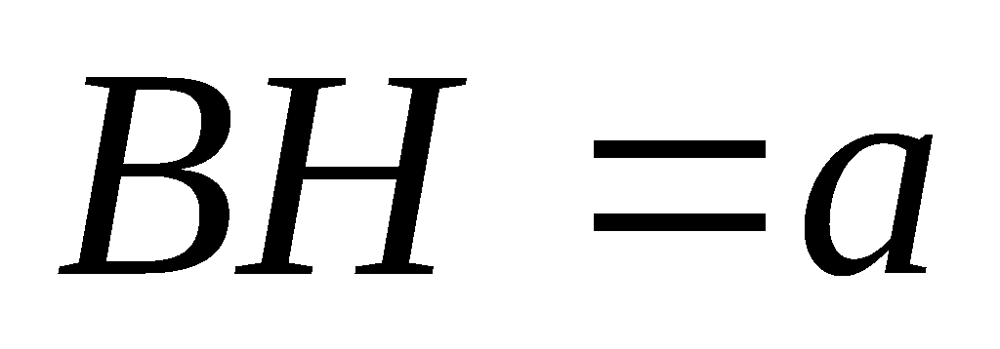 BH = a